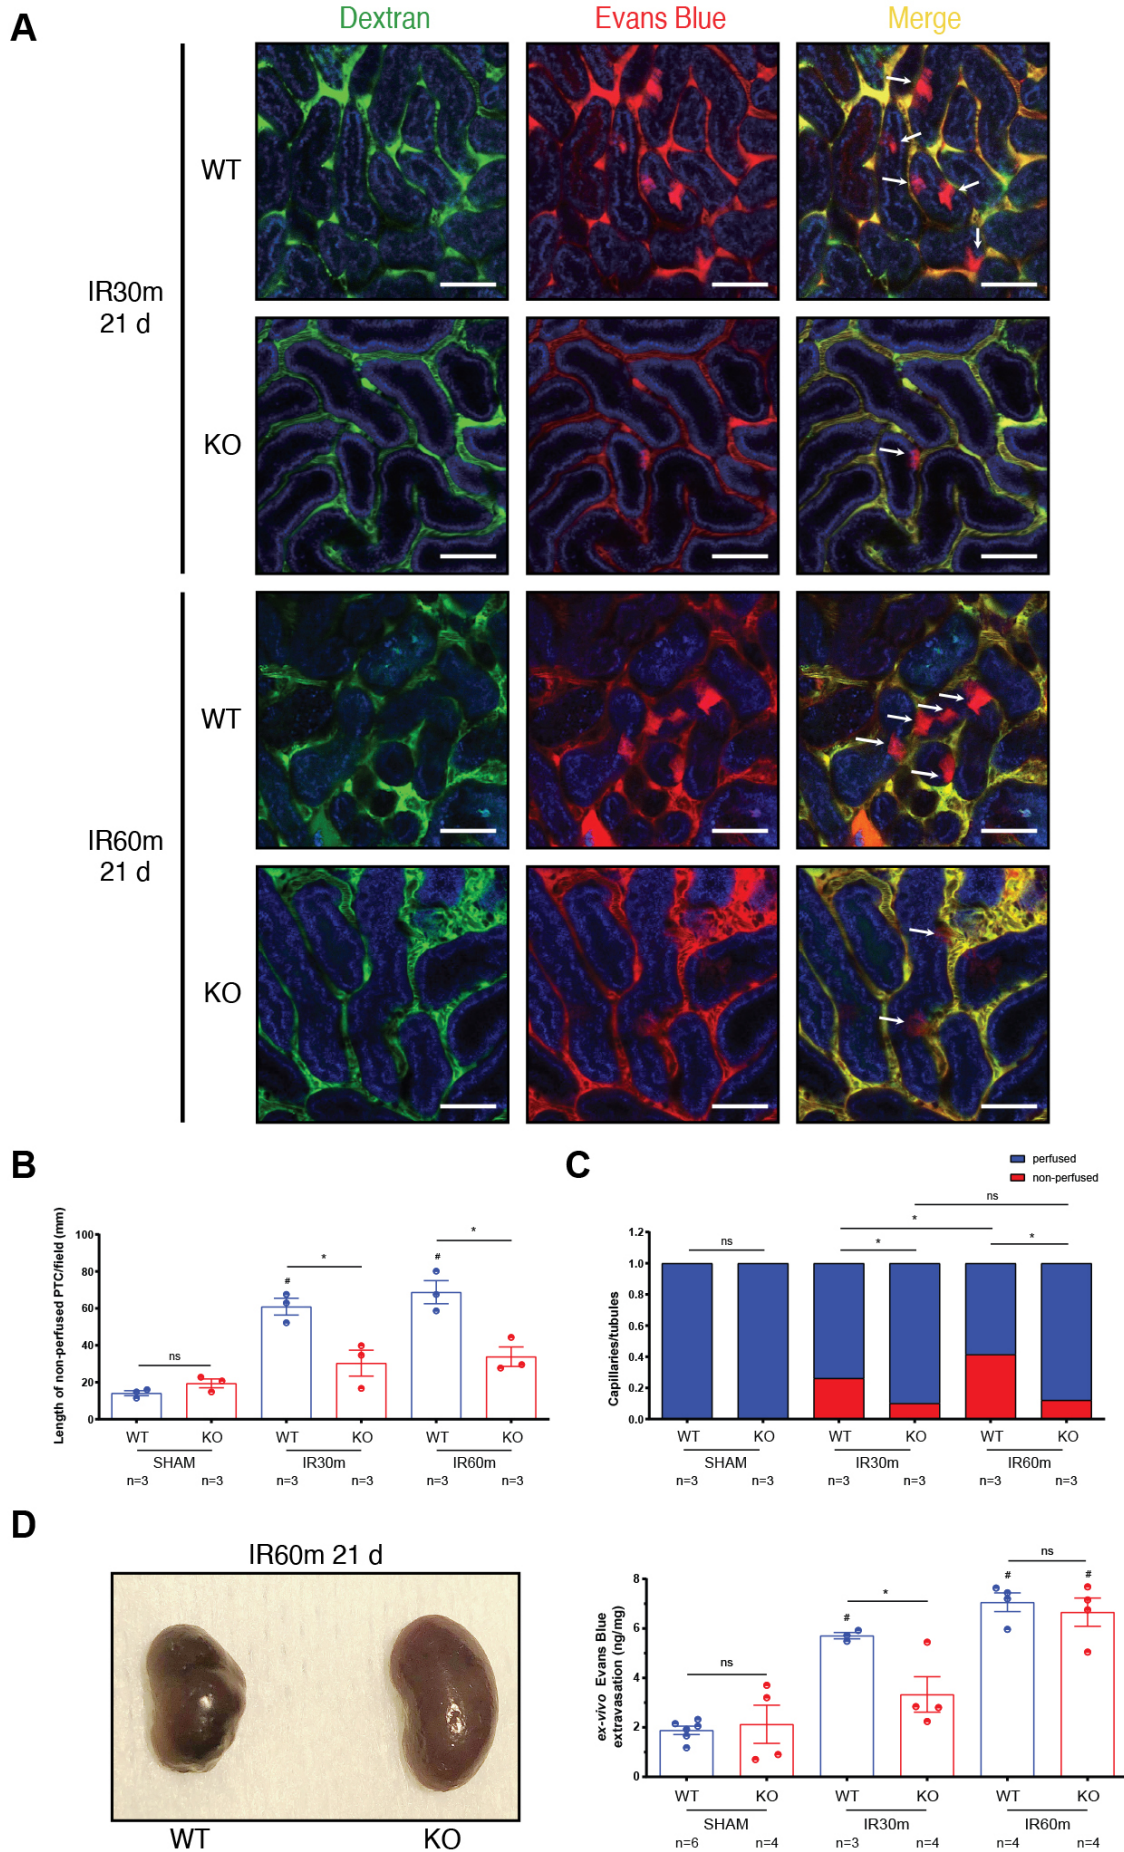 A
Dextran Evans Blue Merge
WT
IR30m
21 d
KO
WT
IR60m
21 d
KO
B
Length of non-perfused PTC/field (mm)
100
80
60
40
20
0
ns
#
*
#
*
WT KO WT KO WT KO
SHAM IR30m IR60m
n=3 n=3 n=3 n=3 n=3 n=3
C
perfused
non-perfused
Capillaries/tubules
1.2
1.0
0.8
0.6
0.4
0.2
0.0
ns
*
ns
*
*
WT KO WT KO WT KO
SHAM IR30m IR60m
n=3 n=3 n=3 n=3 n=3 n=3
D
IR60m 21 d
WT KO
ex-vivo Evans Blue
extravasation (ng/mg)
8
6
4
2
0
ns
#
*
#
ns
#
WT KO WT KO WT KO
SHAM IR30m IR60m
n=6 n=4 n=3 n=4 n=4 n=4